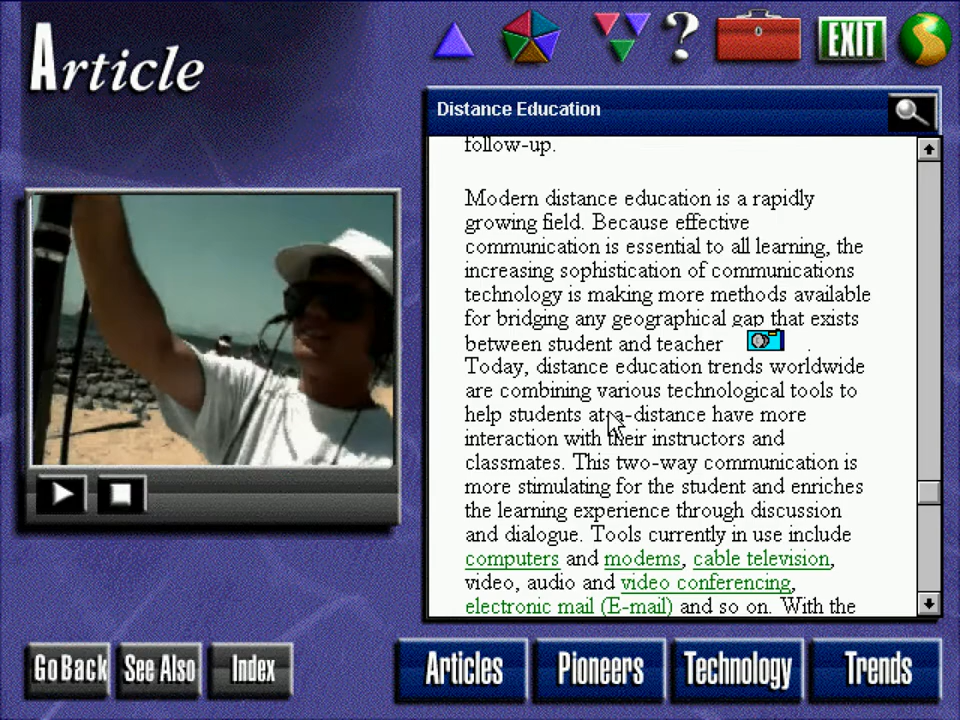 Article
?
EXIT
Distance Education
follow-up.
Modern distance education is a rapidly
growing field. Because effective
communication is essential to all learning, the
increasing sophistication of communications
technology is making more methods available
for bridging any geographical gap that exists
between student and teacher .
Today, distance education trends worldwide
are combining various technological tools to
help students at-a-distance have more
interaction with their instructors and
classmates. This two-way communication is
more stimulating for the student and enriches
the learning experience through discussion
and dialogue. Tools currently in use include
computers and modems, cable television,
video, audio and video conferencing,
electronic mail (E-mail) and so on. With the
Go Back See Also Index Articles Pioneers Technology Trends